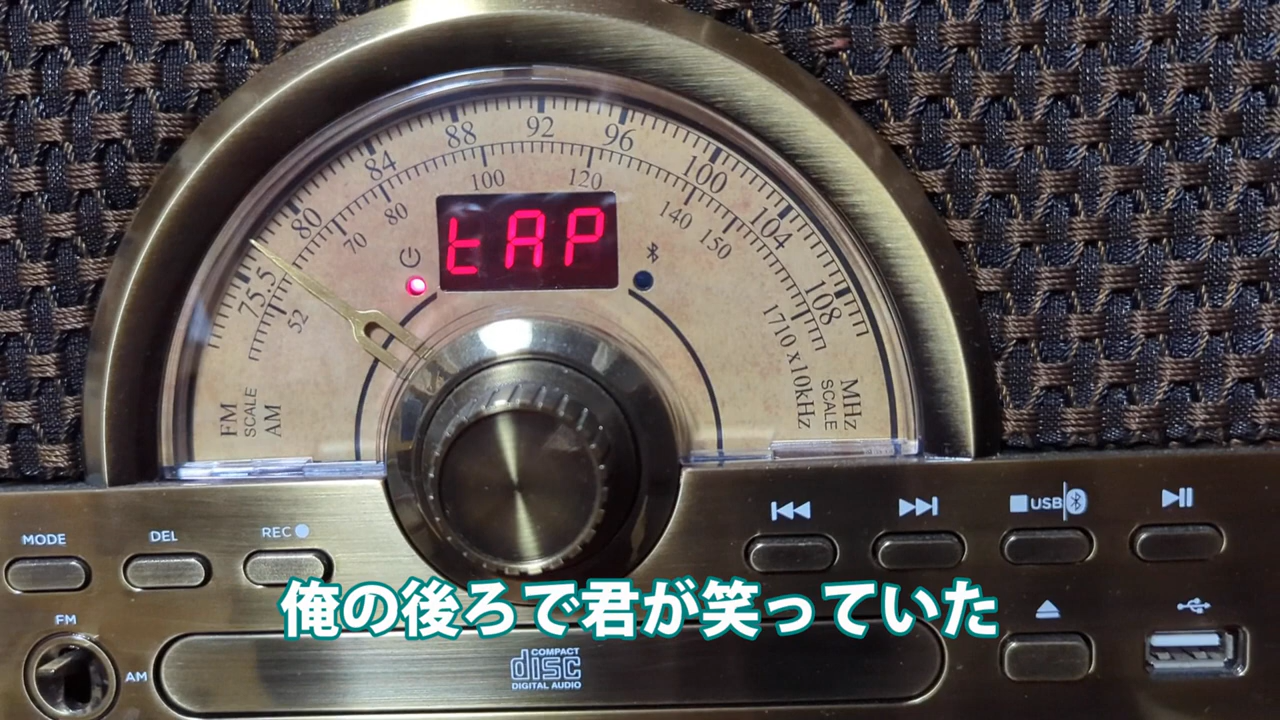 80 84 88 92 96 100 104 108
75.5
52 70 80 100 120 140 150 1710 x10kHz
tAP
FM
SCALE
AM
MHz
SCALE
MODE DEL REC
USB
俺の後ろで君が笑っていた
FM
AM
COMPACT
disc
DIGITAL AUDIO